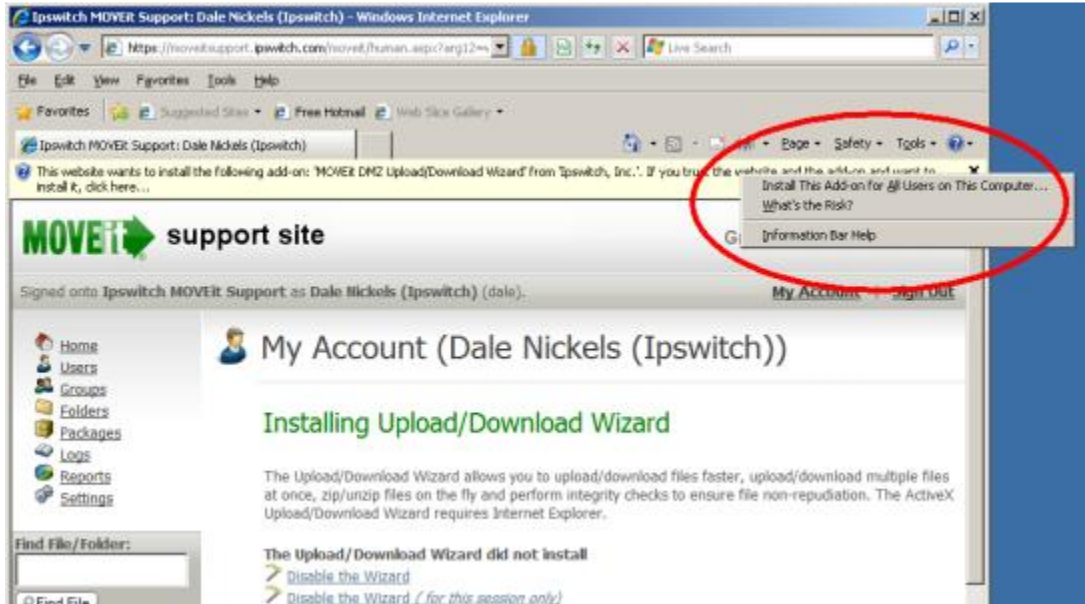 Ipswitch MOVEit Support: Dale Nickels (Ipswitch) - Windows Internet Explorer
https://moveitsupport.ipswitch.com/moveit/human.aspx?arg12=
Live Search
File Edit View Favorites Tools Help
Favorites Suggested Sites Free Hotmail Web Slice Gallery
Ipswitch MOVEit Support: Dale Nickels (Ipswitch)
Page Safety Tools
This website wants to install the following add-on: 'MOVEit DMZ Upload/Download Wizard' from 'Ipswitch, Inc.'. If you trust the website and the add-on and want to
install it, click here...
Install This Add-on for All Users on This Computer...
What's the Risk?
Information Bar Help
MOVEit support site
Signed onto Ipswitch MOVEit Support as Dale Nickels (Ipswitch) (dale).
My Account Sign Out
Home
Users
Groups
Folders
Packages
Logs
Reports
Settings
Find File/Folder:
Find File
My Account (Dale Nickels (Ipswitch))
Installing Upload/Download Wizard
The Upload/Download Wizard allows you to upload/download files faster, upload/download multiple files
at once, zip/unzip files on the fly and perform integrity checks to ensure file non-repudiation. The ActiveX
Upload/Download Wizard requires Internet Explorer.
The Upload/Download Wizard did not install
Disable the Wizard
Disable the Wizard ( for this session only)